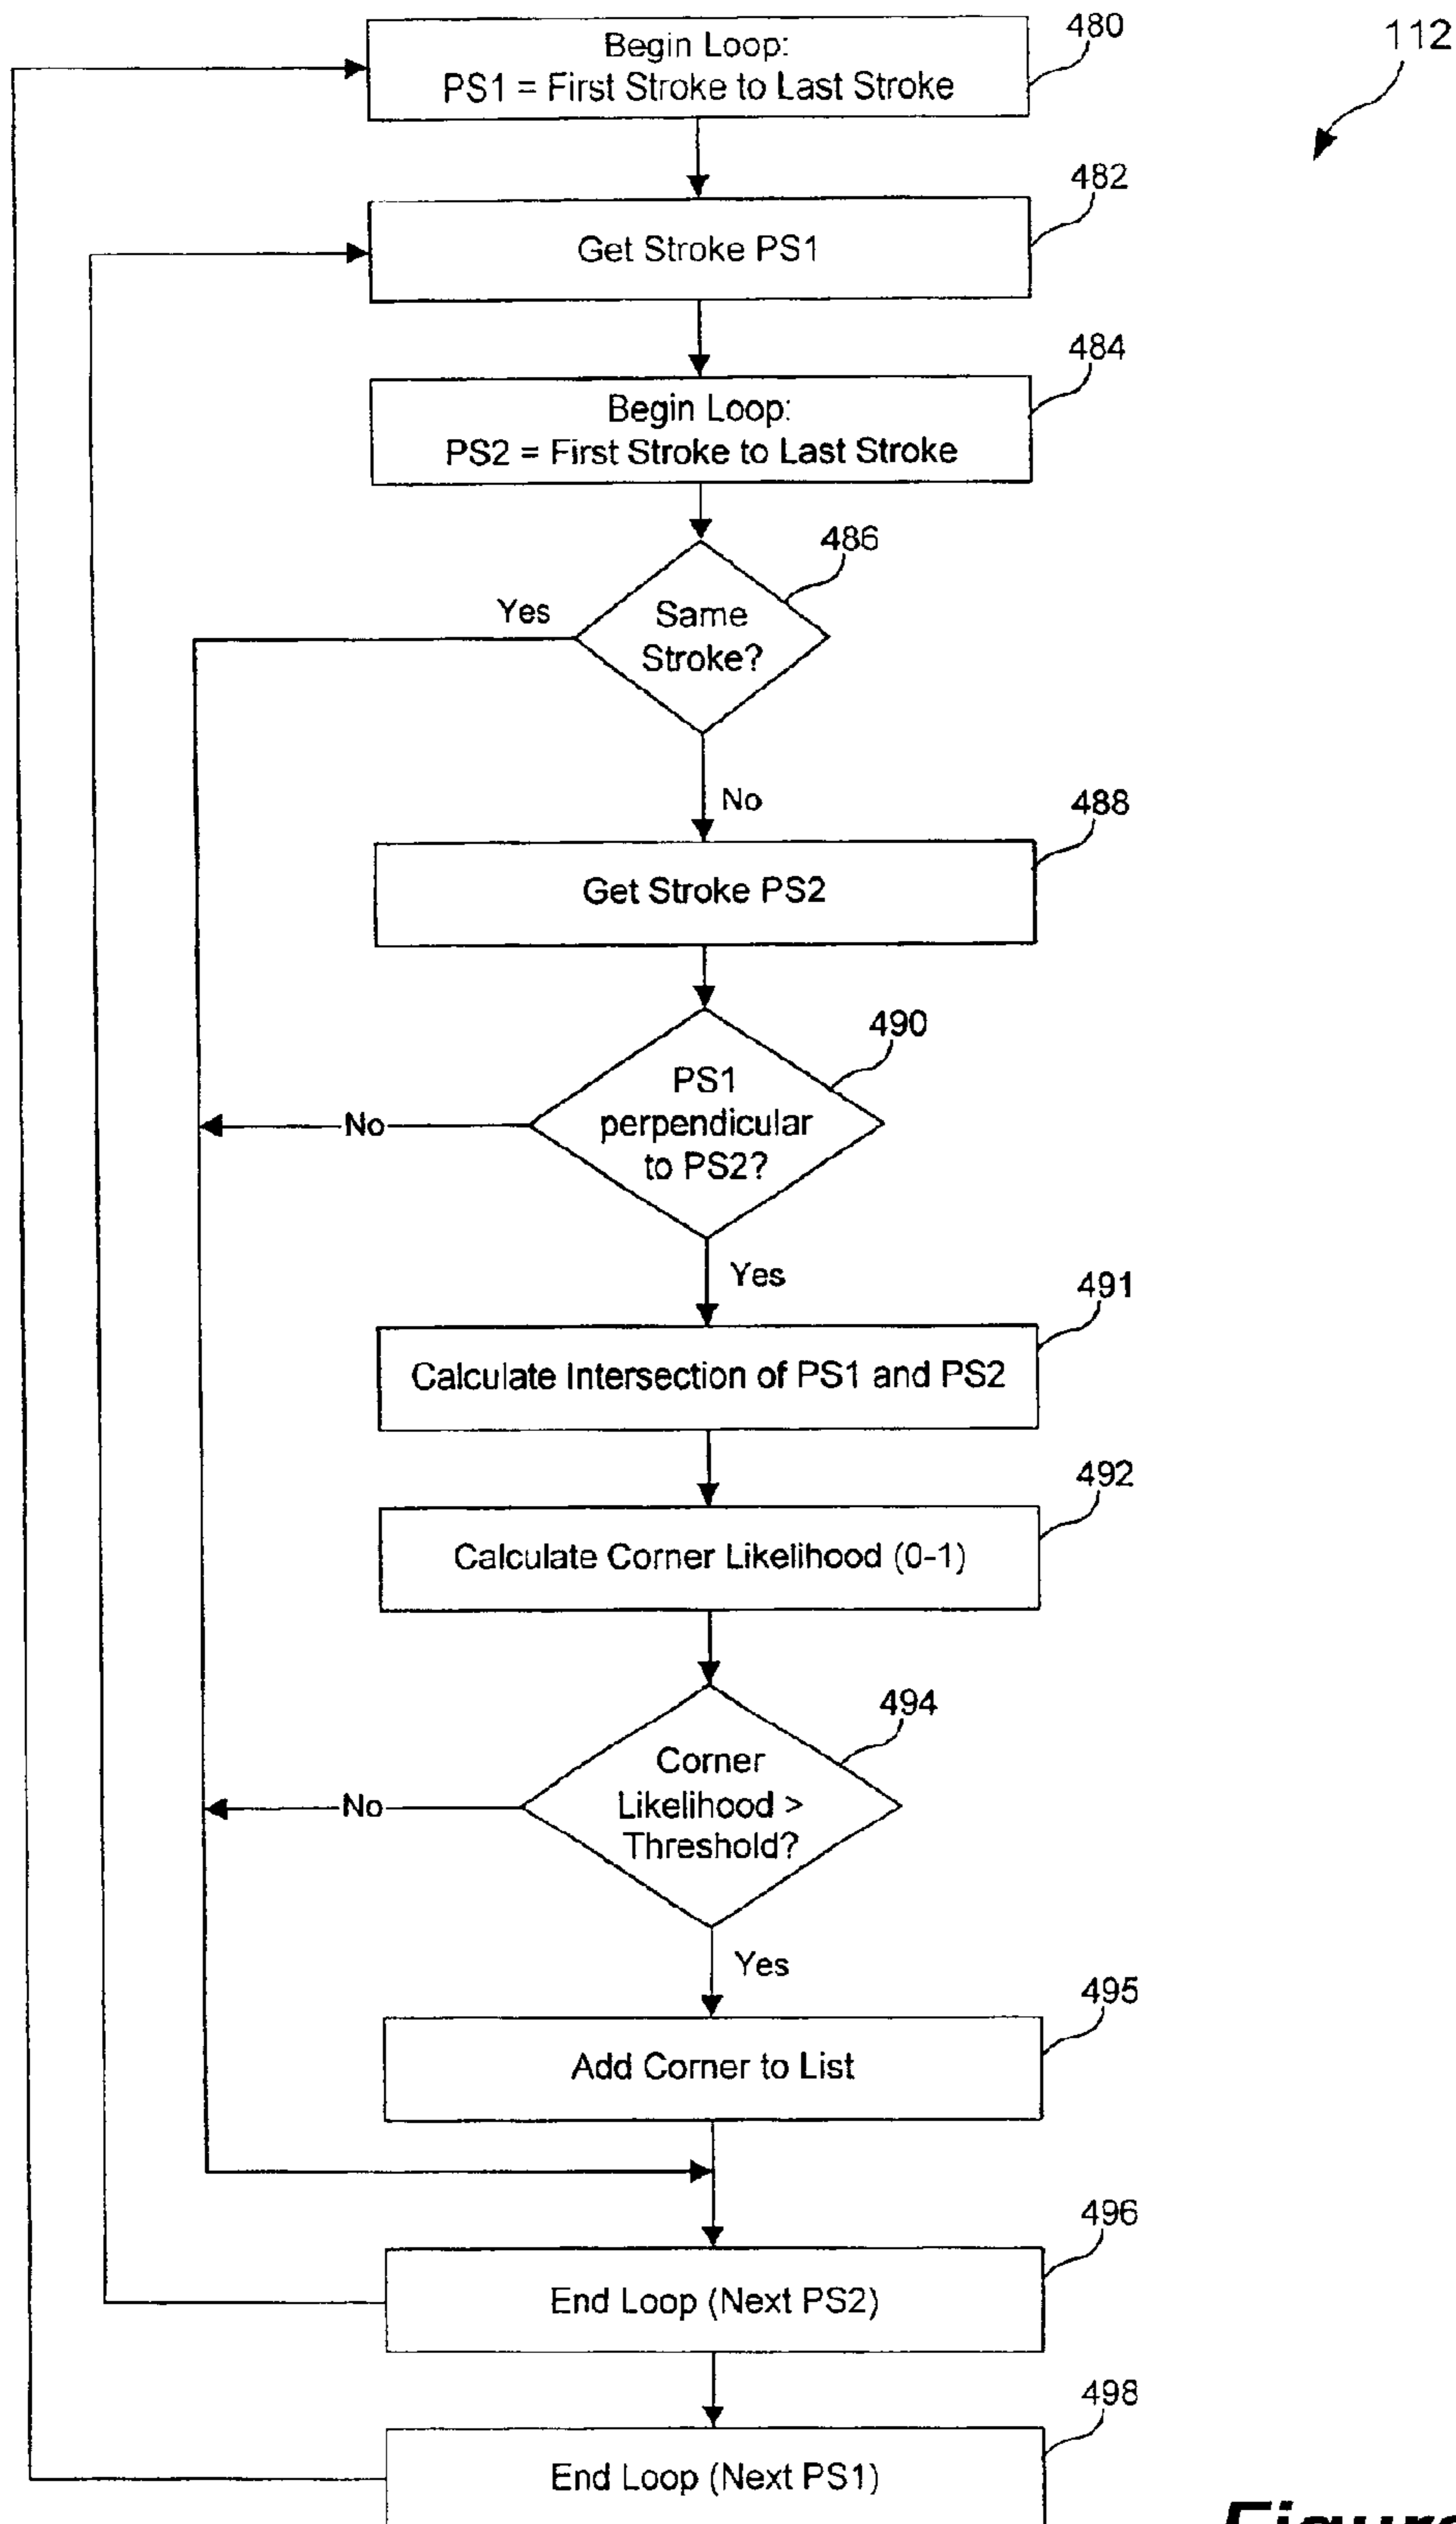 112
480
Begin Loop:
PS1 = First Stroke to Last Stroke
482
Get Stroke PS1
484
Begin Loop:
PS2 = First Stroke to Last Stroke
486
Yes
Same
Stroke?
No
488
Get Stroke PS2
490
PS1
perpendicular
to PS2?
No
Yes
491
Calculate Intersection of PS1 and PS2
492
Calculate Corner Likelihood (0-1)
494
Corner
Likelihood >
Threshold?
No
Yes
495
Add Corner to List
496
End Loop (Next PS2)
498
End Loop (Next PS1)
Figure